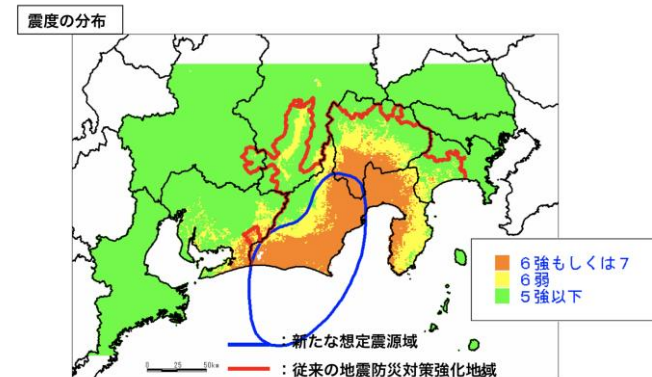 震度の分布
６強もしくは７
６弱
５強以下
：新たな想定震源域
：従来の地震防災対策強化地域
0 25 50km